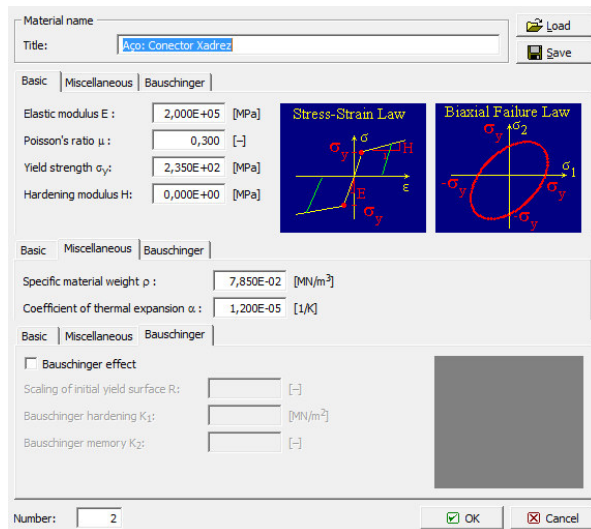 Material name
Title: Aço: Conector Xadrez
Load
Save
Basic Miscellaneous Bauschinger
Elastic modulus E : 2,000E+05 [MPa]
Poisson's ratio μ : 0,300 [-]
Yield strength σy: 2,350E+02 [MPa]
Hardening modulus H: 0,000E+00 [MPa]
Stress-Strain Law
σ
σy
H
E
ε
σy
Biaxial Failure Law
σy σ2
σ1
-σy σy
-σy
Basic Miscellaneous Bauschinger
Specific material weight ρ : 7,850E-02 [MN/m³]
Coefficient of thermal expansion α : 1,200E-05 [1/K]
Basic Miscellaneous Bauschinger
Bauschinger effect
Scaling of initial yield surface R: [-]
Bauschinger hardening K1: [MN/m²]
Bauschinger memory K2: [-]
Number: 2
OK
Cancel